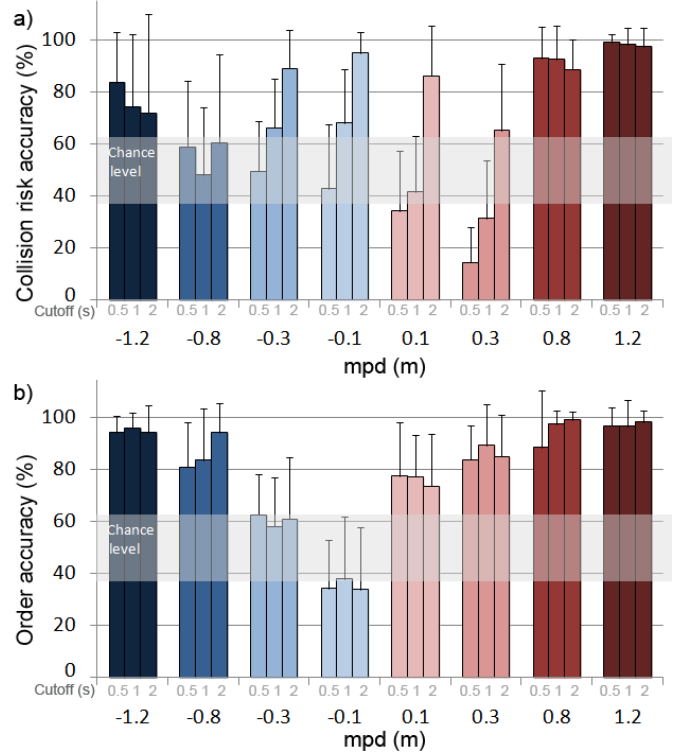 a)
Collision risk accuracy (%)
100
80
60
40
20
0
Chance
level
Cutoff (s) 0.5 1 2 0.5 1 2 0.5 1 2 0.5 1 2 0.5 1 2 0.5 1 2 0.5 1 2 0.5 1 2
-1.2 -0.8 -0.3 -0.1 0.1 0.3 0.8 1.2
mpd (m)
b)
Order accuracy (%)
100
80
60
40
20
0
Chance
level
Cutoff (s) 0.5 1 2 0.5 1 2 0.5 1 2 0.5 1 2 0.5 1 2 0.5 1 2 0.5 1 2 0.5 1 2
-1.2 -0.8 -0.3 -0.1 0.1 0.3 0.8 1.2
mpd (m)